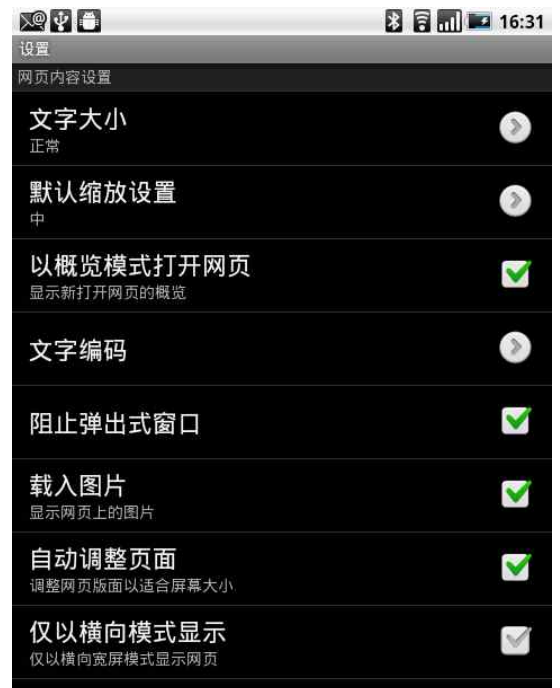 16:31
设置
网页内容设置
文字大小
正常
默认缩放设置
中
以概览模式打开网页
显示新打开网页的概览
文字编码
阻止弹出式窗口
载入图片
显示网页上的图片
自动调整页面
调整网页版面以适合屏幕大小
仅以横向模式显示
仅以横向宽屏模式显示网页